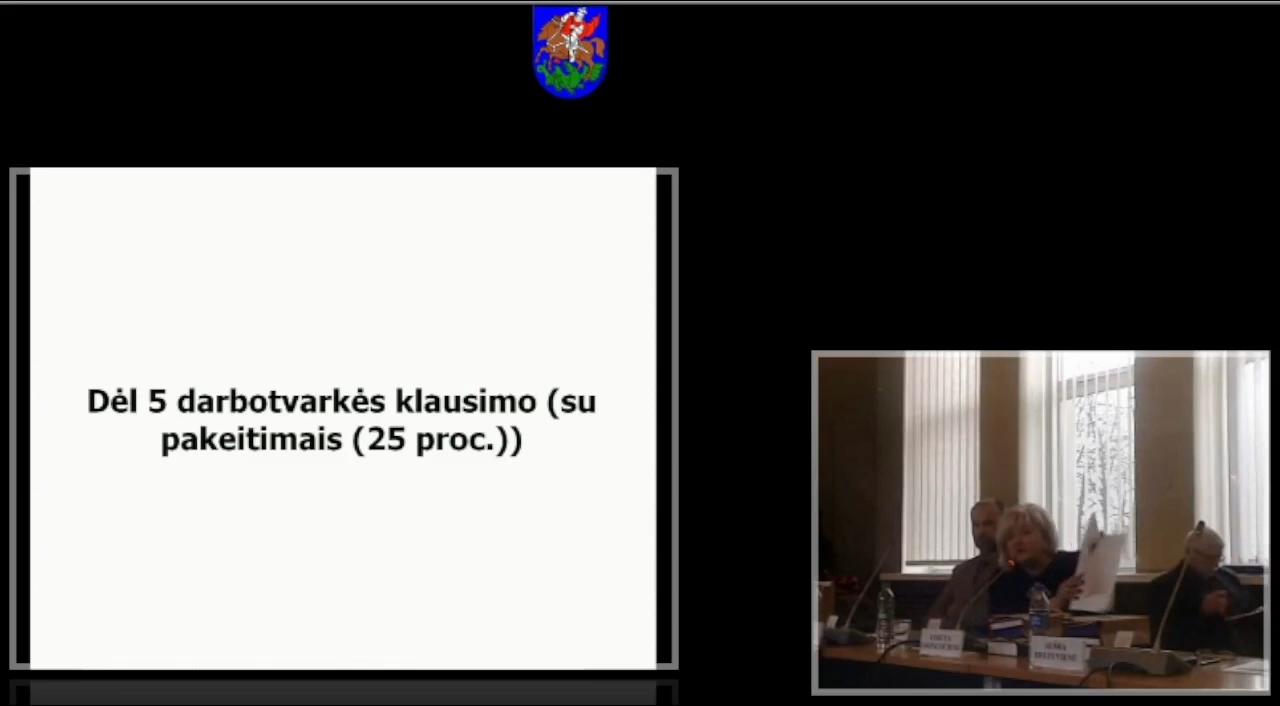 Dėl 5 darbotvarkės klausimo (su
pakeitimais (25 proc.))